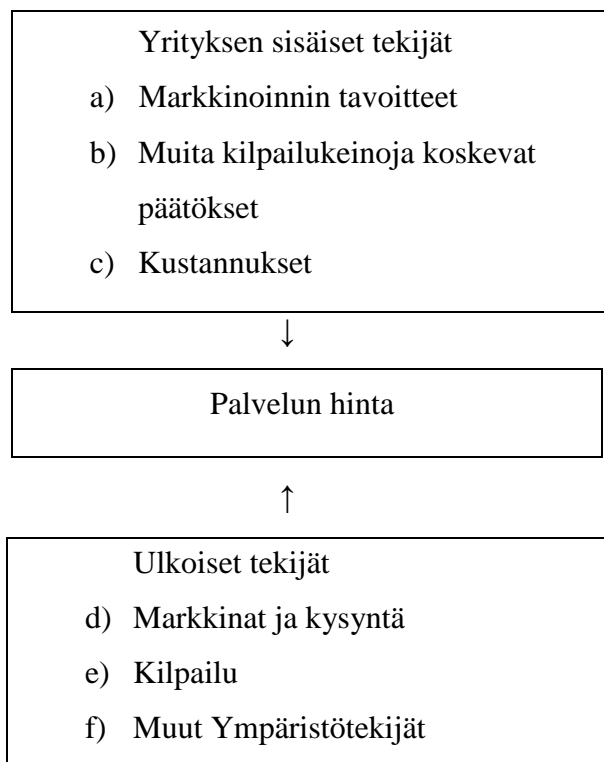 Yrityksen sisäiset tekijät
a) Markkinoinnin tavoitteet
b) Muita kilpailukeinoja koskevat
päätökset
c) Kustannukset
↓
Palvelun hinta
↑
Ulkoiset tekijät
d) Markkinat ja kysyntä
e) Kilpailu
f) Muut Ympäristötekijät